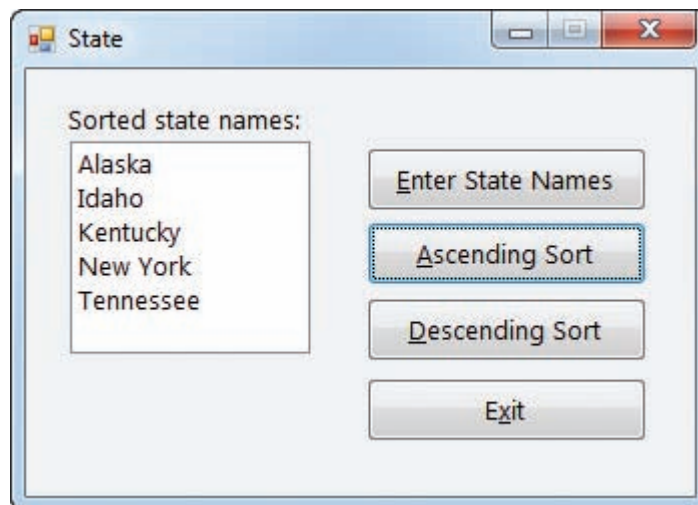 State
Sorted state names:
Alaska
Idaho
Kentucky
New York
Tennessee
Enter State Names
Ascending Sort
Descending Sort
Exit